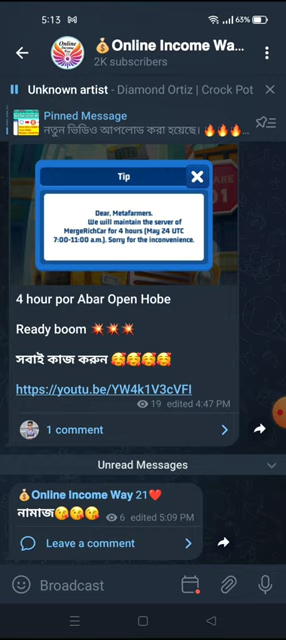 5:13
63%
💰Online Income Wa...
2K subscribers
Unknown artist - Diamond Ortiz | Crock Pot
Pinned Message
নতুন ভিডিও আপলোড করা হয়েছে। 🔥🔥🔥...
Tip
Dear, Metafarmers.
We will maintain the server of
MergeRichCar for 4 hours (May 24 UTC
7:00-11:00 a.m.). Sorry for the inconvenience.
4 hour por Abar Open Hobe
Ready boom 💥💥💥
সবাই কাজ করুন 🥰🥰🥰🥰
https://youtu.be/YW4k1V3cVFI
19 edited 4:47 PM
1 comment
Unread Messages
💰Online Income Way 21❤️
নামাজ😘😘😘 6 edited 5:09 PM
Leave a comment
Broadcast